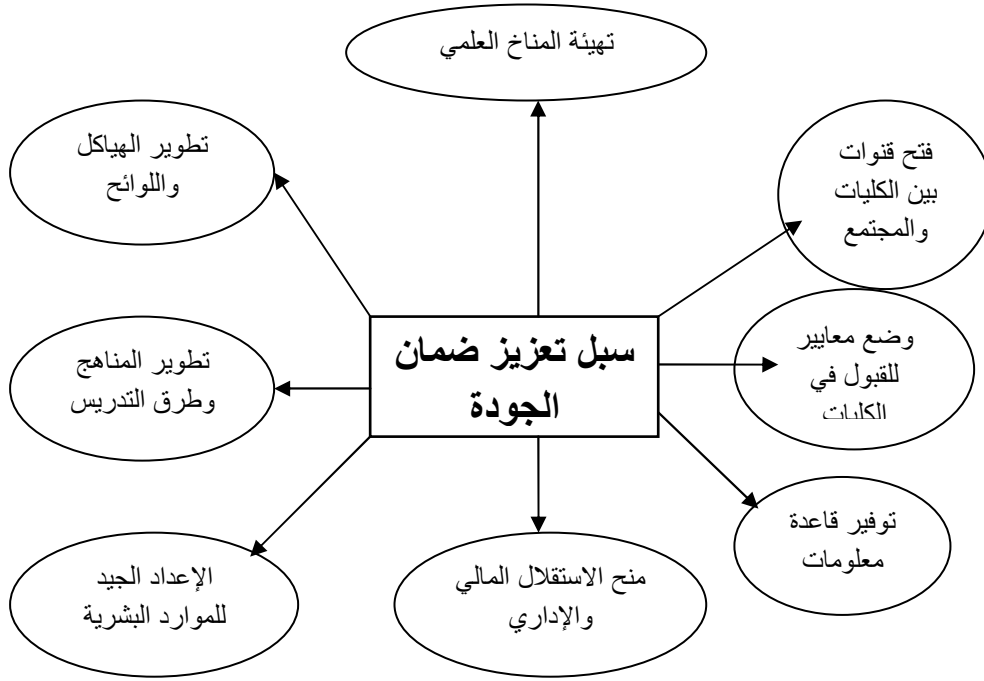 تهيئة المناخ العلمي
فتح قنوات
بين الكليات
والمجتمع
تطوير الهياكل
واللوائح
سبل تعزيز ضمان
الجودة
وضع معايير
للقبول في
الكليات
تطوير المناهج
وطرق التدريس
توفير قاعدة
معلومات
منح الاستقلال المالي
والإداري
الإعداد الجيد
للموارد البشرية